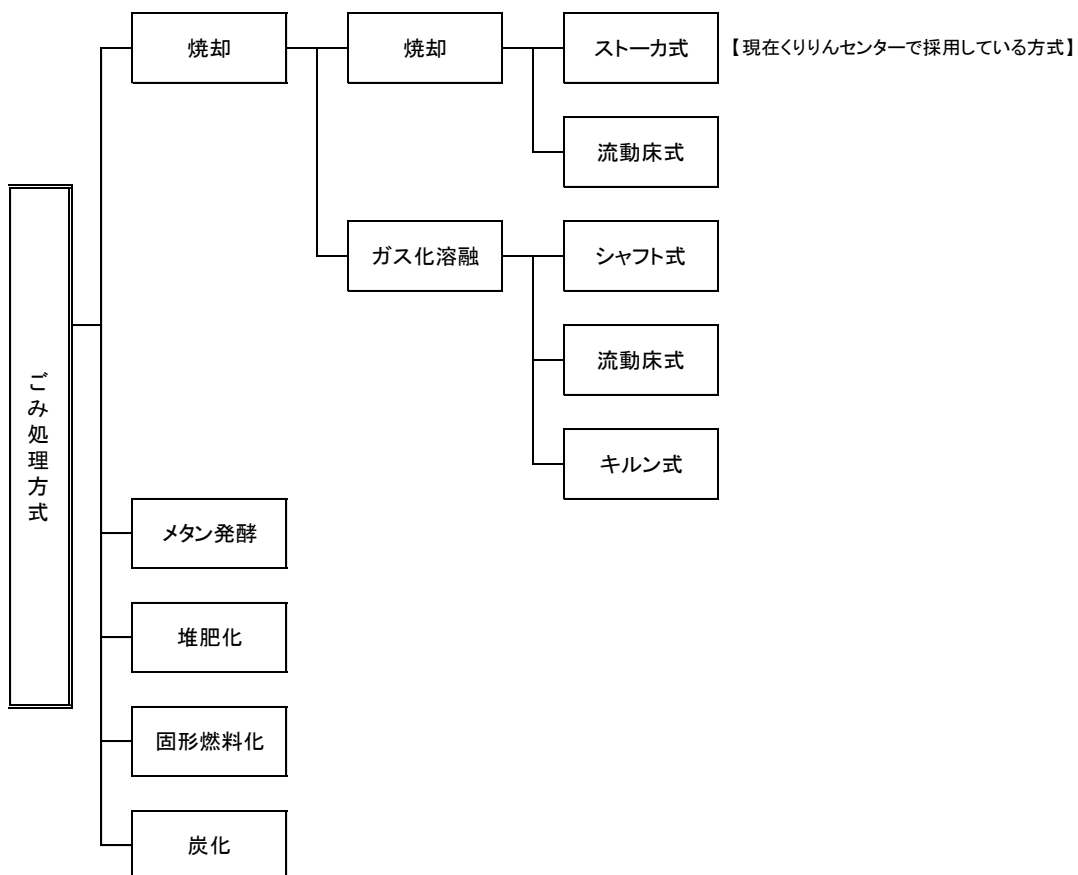 焼却
焼却
ストーカ式
【現在くりりんセンターで採用している方式】
流動床式
ガス化溶融
シャフト式
流動床式
キルン式
ごみ処理方式
メタン発酵
堆肥化
固形燃料化
炭化